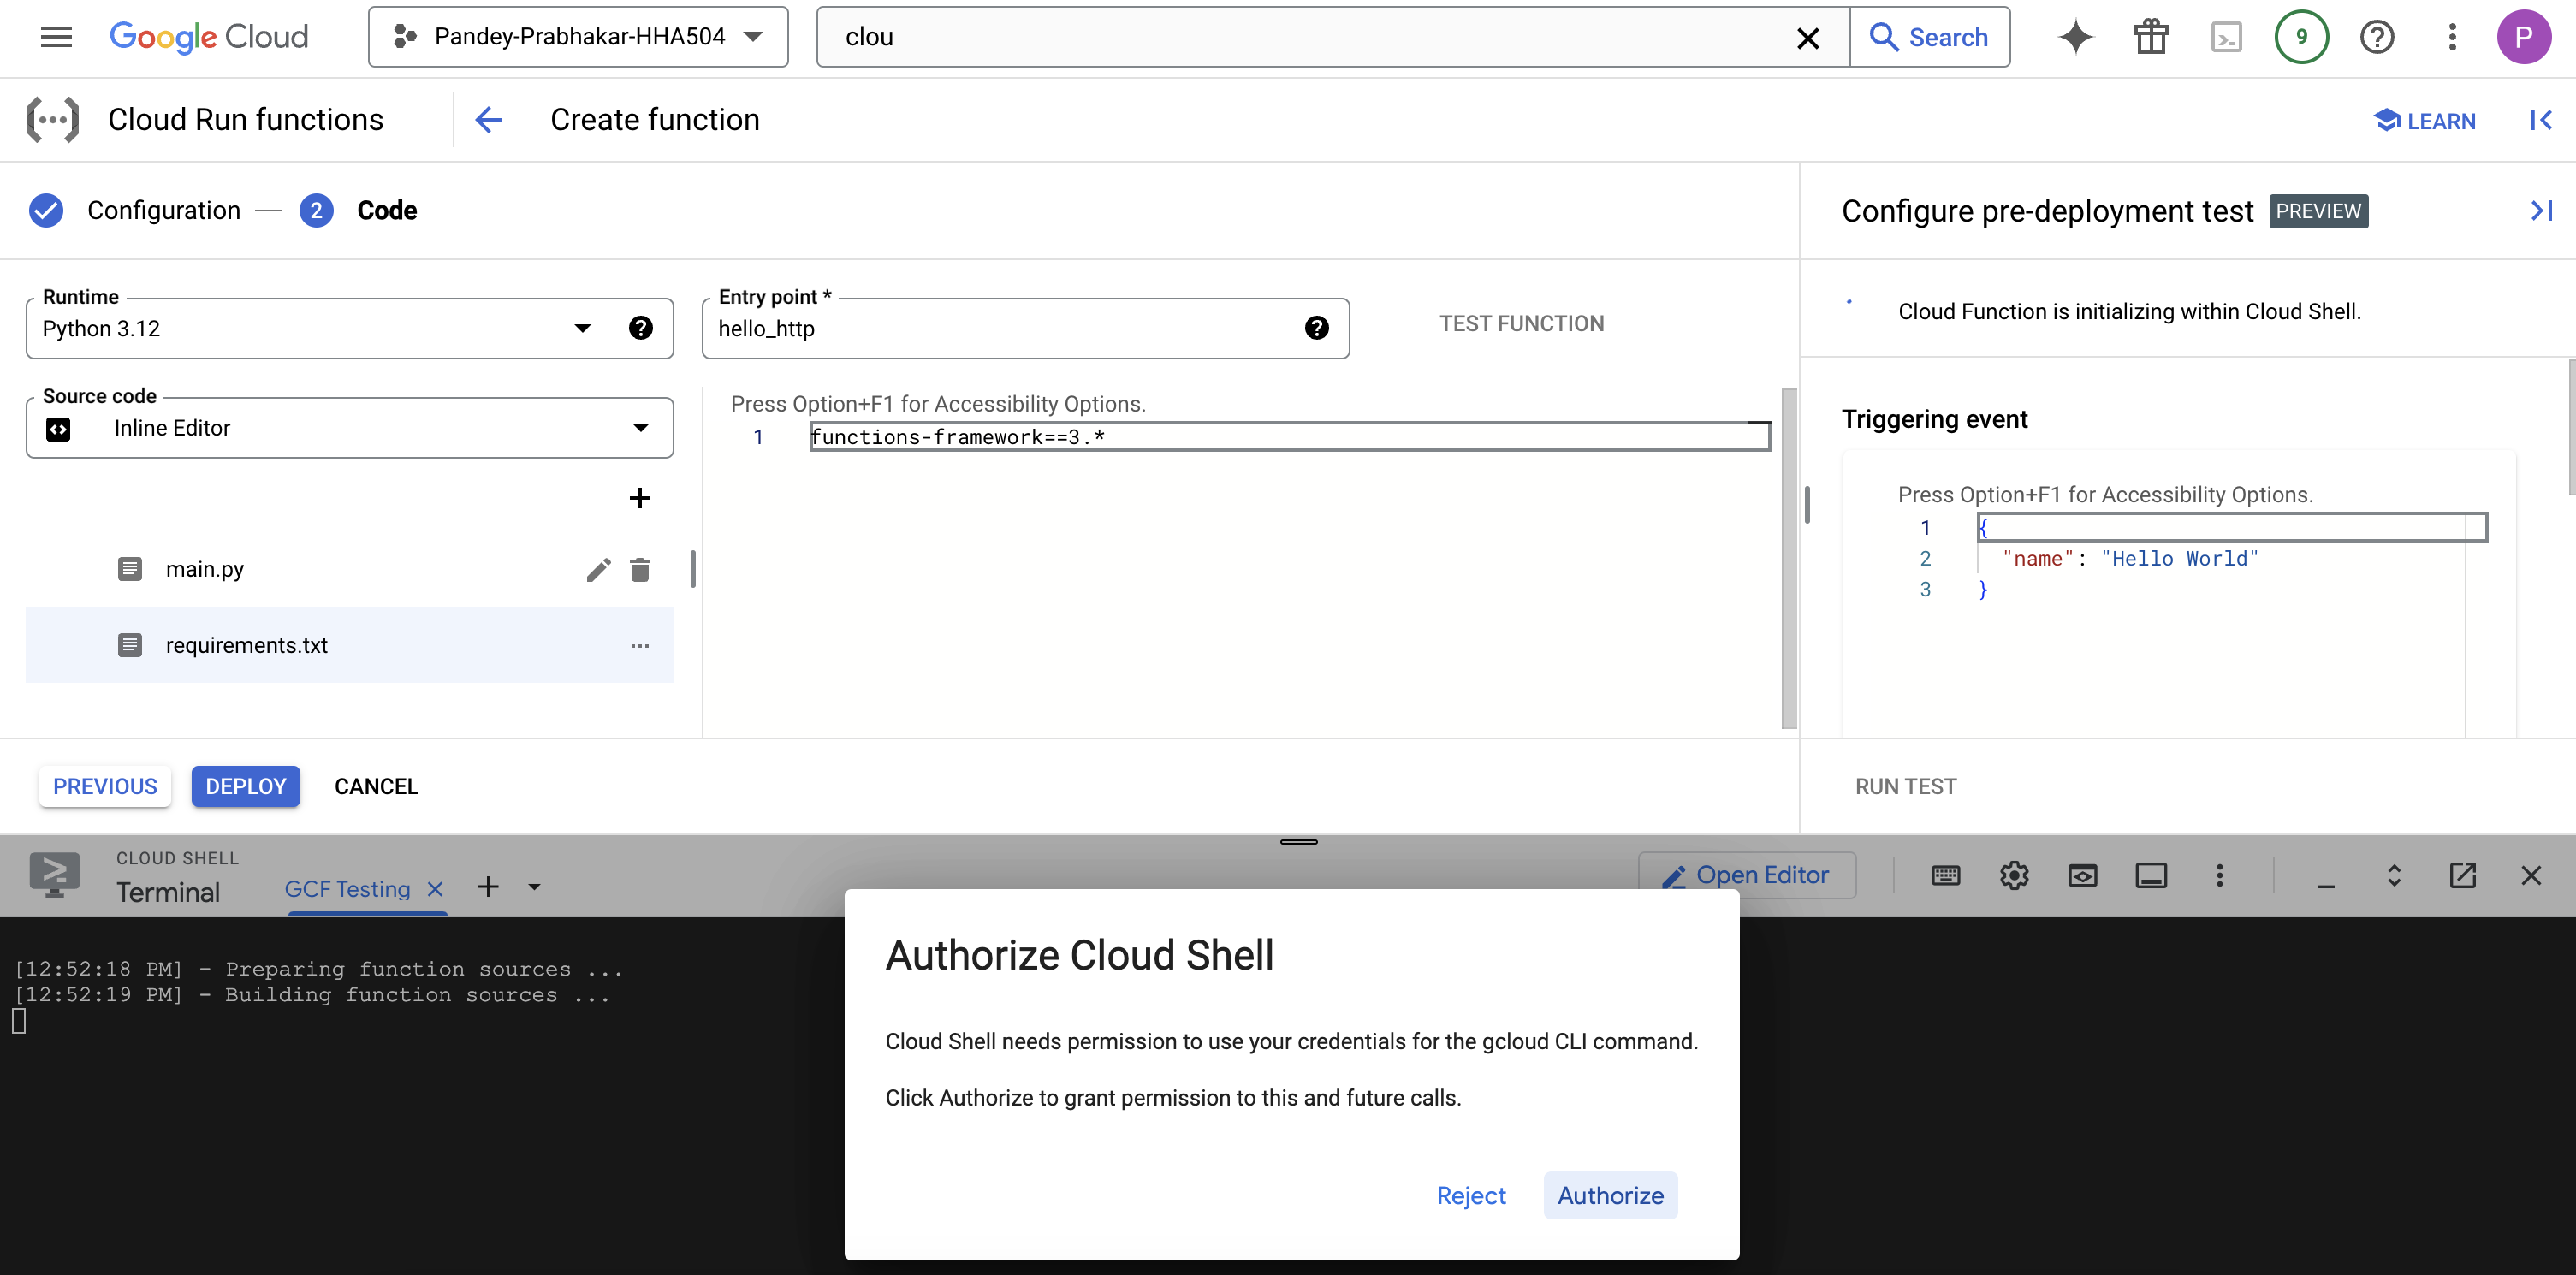 Google Cloud
Pandey-Prabhakar-HHA504
clou
Search
9
P
Cloud Run functions
Create function
LEARN
Configuration
2
Code
Configure pre-deployment test
PREVIEW
Runtime
Python 3.12
Entry point *
hello_http
TEST FUNCTION
Cloud Function is initializing within Cloud Shell.
Source code
Inline Editor
Press Option+F1 for Accessibility Options.
1 functions-framework==3.*
main.py
requirements.txt
Triggering event
Press Option+F1 for Accessibility Options.
1 {
2 "name": "Hello World"
3 }
PREVIOUS
DEPLOY
CANCEL
RUN TEST
CLOUD SHELL
Terminal
GCF Testing
Open Editor
[12:52:18 PM] - Preparing function sources ...
[12:52:19 PM] - Building function sources ...
Authorize Cloud Shell
Cloud Shell needs permission to use your credentials for the gcloud CLI command.
Click Authorize to grant permission to this and future calls.
Reject
Authorize